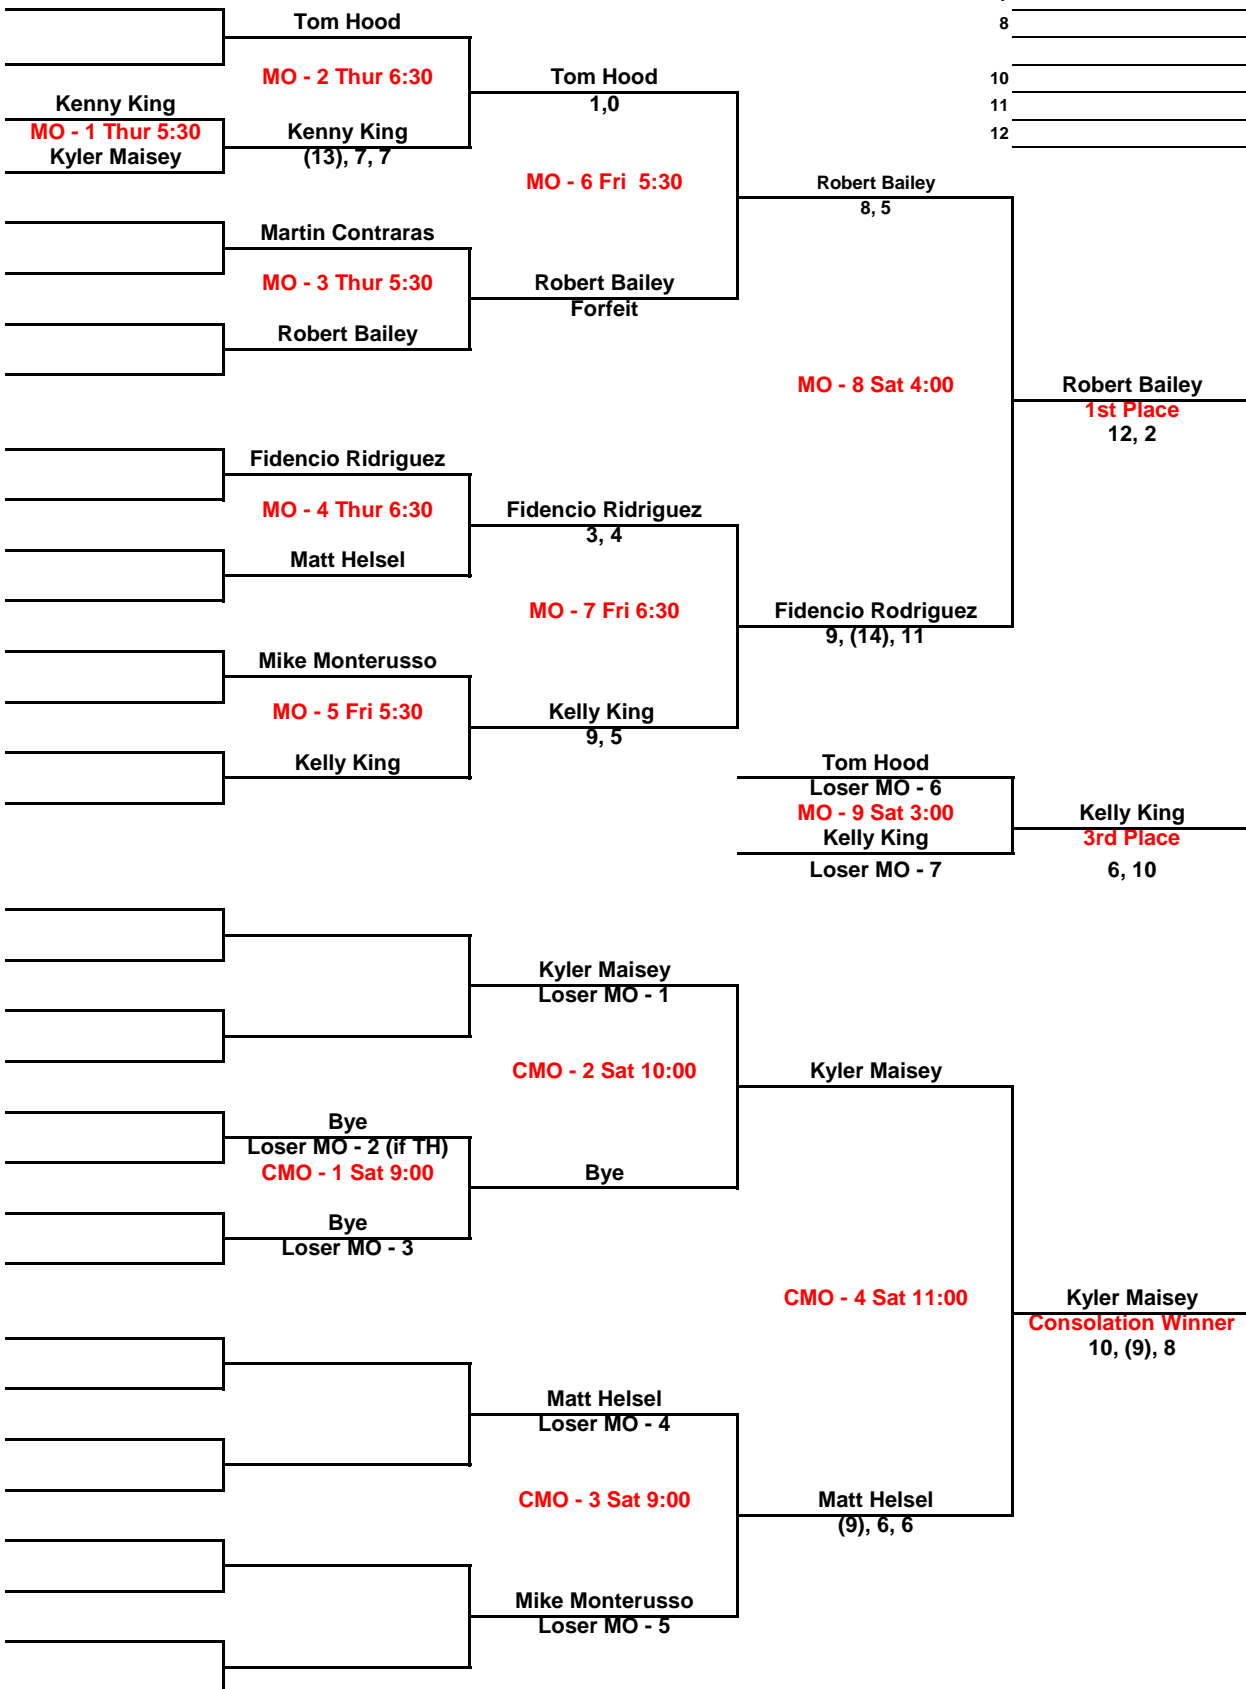 8
Tom Hood
MO - 2 Thur 6:30
Tom Hood
10
Kenny King
1,0
11
MO - 1 Thur 5:30
Kenny King
12
Kyler Maisey
(13), 7, 7
MO - 6 Fri  5:30
Robert Bailey
8, 5
Martin Contraras
MO - 3 Thur 5:30
Robert Bailey
Forfeit
Robert Bailey
MO - 8 Sat 4:00
Robert Bailey
1st Place
12, 2
Fidencio Ridriguez
MO - 4 Thur 6:30
Fidencio Ridriguez
3, 4
Matt Helsel
MO - 7 Fri 6:30
Fidencio Rodriguez
9, (14), 11
Mike Monterusso
MO - 5 Fri 5:30
Kelly King
9, 5
Kelly King
Tom Hood
Loser MO - 6
MO - 9 Sat 3:00
Kelly King
Kelly King
3rd Place
Loser MO - 7
6, 10
Kyler Maisey
Loser MO - 1
CMO - 2 Sat 10:00
Kyler Maisey
Bye
Loser MO - 2 (if TH)
CMO - 1 Sat 9:00
Bye
Bye
Loser MO - 3
CMO - 4 Sat 11:00
Kyler Maisey
Consolation Winner
10, (9), 8
Matt Helsel
Loser MO - 4
CMO - 3 Sat 9:00
Matt Helsel
(9), 6, 6
Mike Monterusso
Loser MO - 5